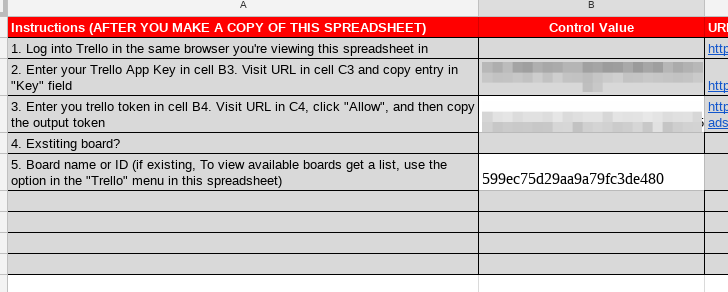 A
B
Instructions (AFTER YOU MAKE A COPY OF THIS SPREADSHEET)
Control Value
URI
1. Log into Trello in the same browser you're viewing this spreadsheet in
http
2. Enter your Trello App Key in cell B3. Visit URL in cell C3 and copy entry in
"Key" field
http
3. Enter you trello token in cell B4. Visit URL in C4, click "Allow", and then copy
http
the output token
ads
4. Exstiting board?
5. Board name or ID (if existing, To view available boards get a list, use the
option in the "Trello" menu in this spreadsheet)
599ec75d29aa9a79fc3de480